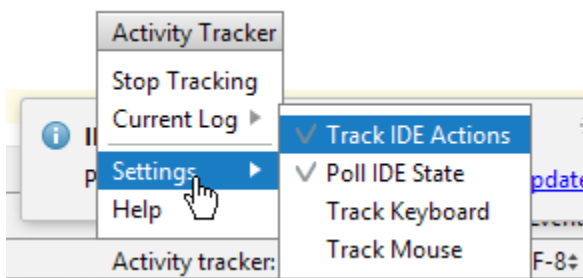 Activity Tracker
Stop Tracking
Current Log
Settings
Help
Track IDE Actions
Poll IDE State
Track Keyboard
Track Mouse
Activity tracker:
F-8